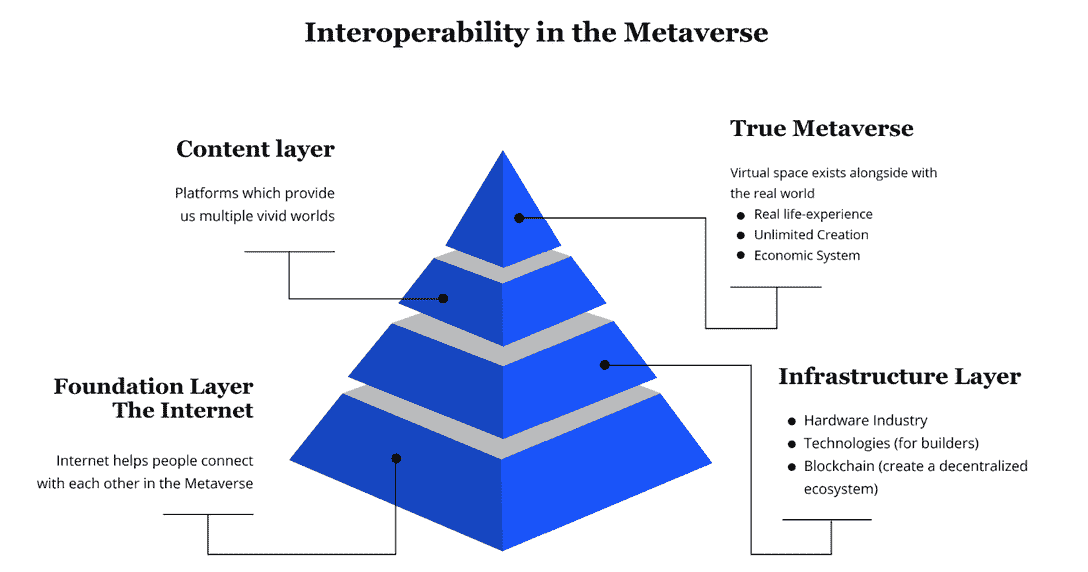 Interoperability in the Metaverse
Content layer
Platforms which provide
us multiple vivid worlds
True Metaverse
Virtual space exists alongside with
the real world
● Real life-experience
● Unlimited Creation
● Economic System
Foundation Layer
The Internet
Internet helps people connect
with each other in the Metaverse
Infrastructure Layer
● Hardware Industry
● Technologies (for builders)
● Blockchain (create a decentralized
ecosystem)